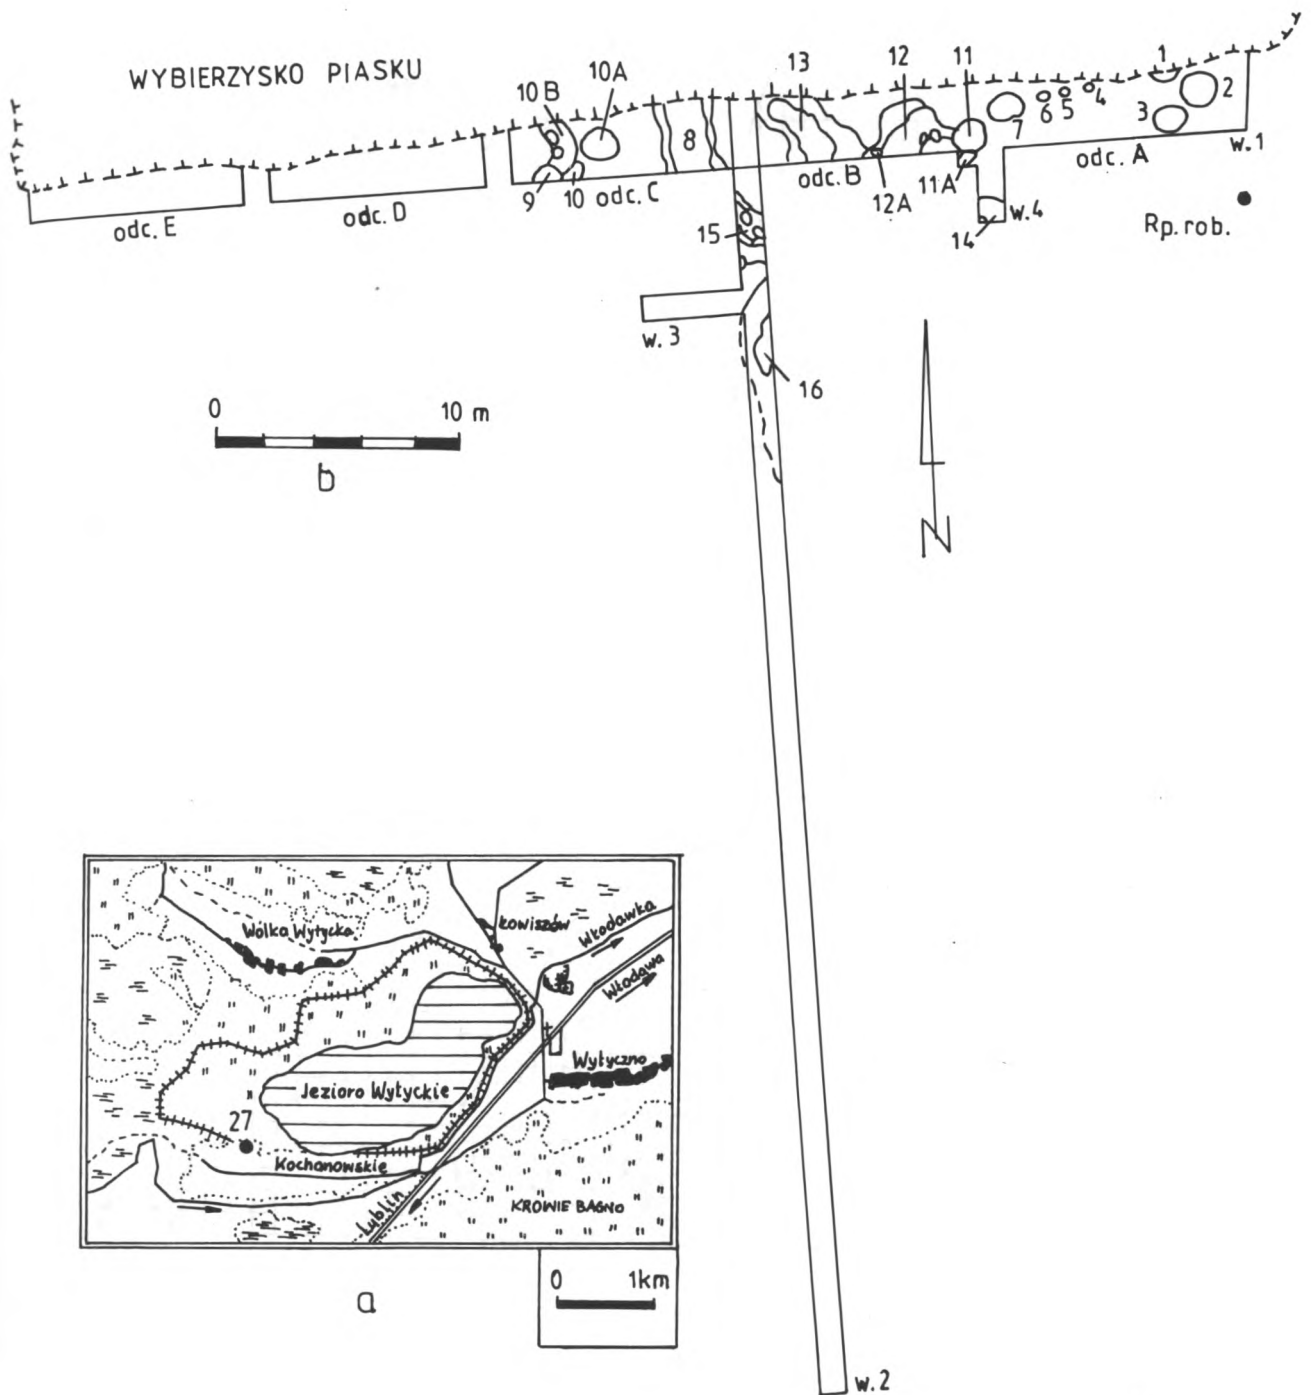 WYBIERZYSKO PIASKU
10B
10A
13
12
11
1
2
3
4
5
6
7
8
9
10
odc. C
odc. B
12A
11A
odc. A
w. 1
odc. E
odc. D
15
14
w. 4
Rp. rob.
w. 3
16
0 10 m
b
N
Wólka Wytycka
Łowiszów
Włodawka
Włodawa
Wytyczno
Jezioro Wytyckie
27
Kochanowskie
Lublin
KROWIE BAGNO
a
0 1km
w. 2